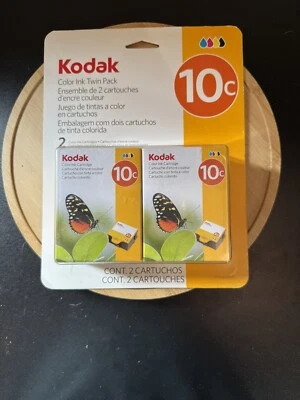 Kodak
Color Ink Twin Pack
Ensemble de 2 cartouches
d'encre couleur
Juego de tintas a color
en cartuchos
Embalagem com dois cartuchos
de tinta colorida
10c
2
Kodak
10c
Kodak
10c
CONT. 2 CARTUCHOS
CONT. 2 CARTOUCHES